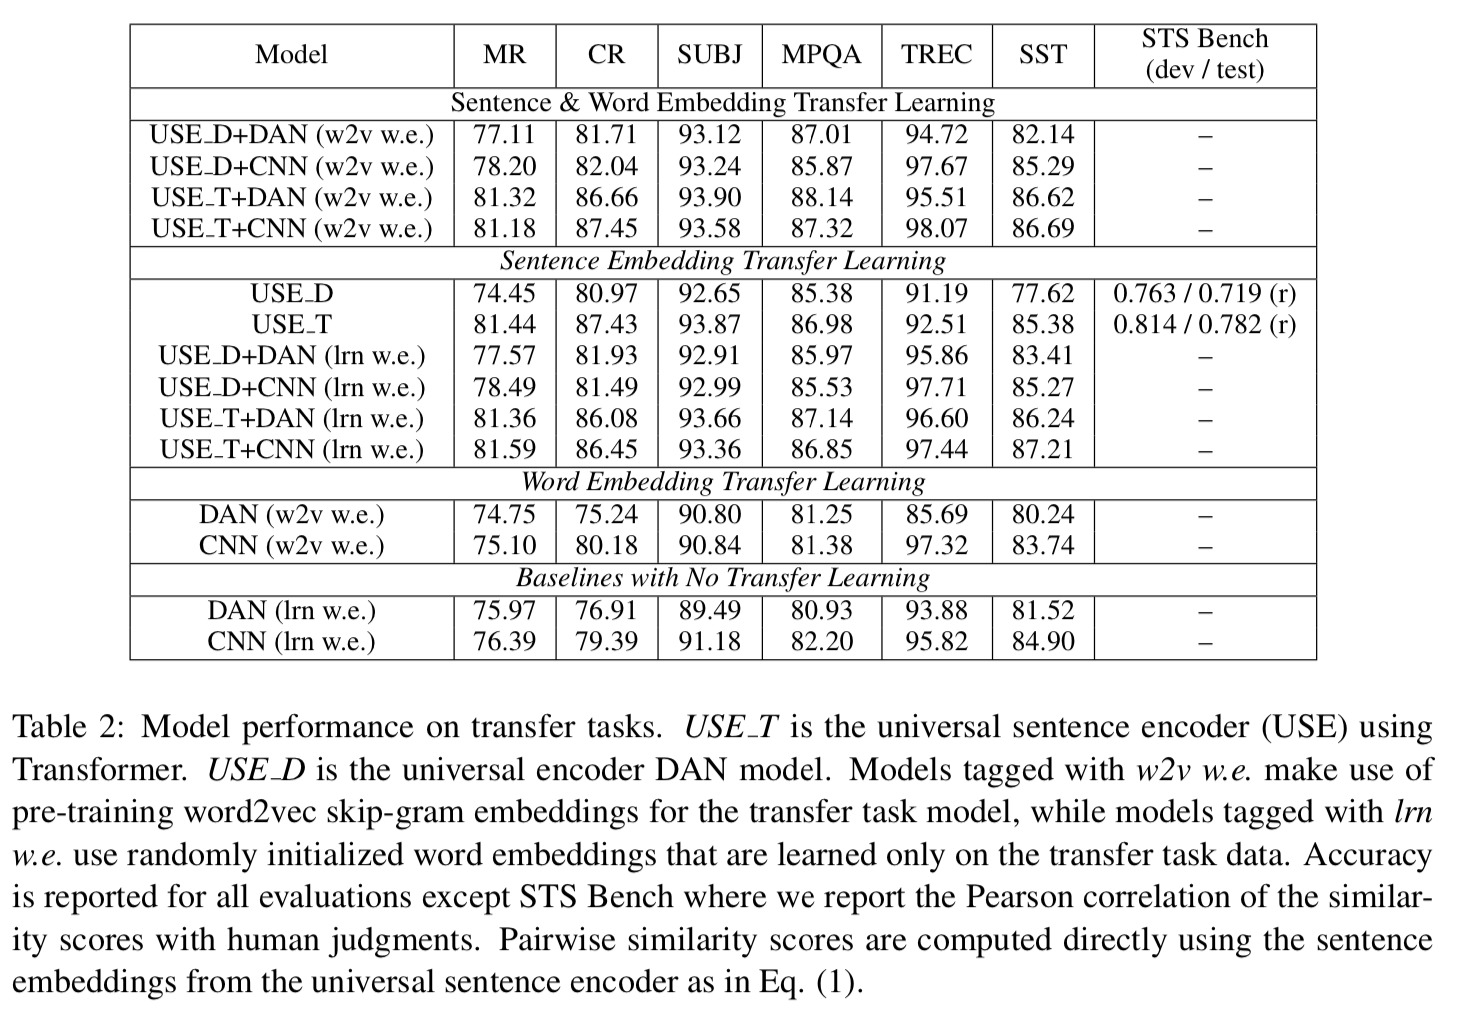 Model MR CR SUBJ MPQA TREC SST STS Bench (dev / test)
Sentence & Word Embedding Transfer Learning
USE_D+DAN (w2v w.e.) 77.11 81.71 93.12 87.01 94.72 82.14 –
USE_D+CNN (w2v w.e.) 78.20 82.04 93.24 85.87 97.67 85.29 –
USE_T+DAN (w2v w.e.) 81.32 86.66 93.90 88.14 95.51 86.62 –
USE_T+CNN (w2v w.e.) 81.18 87.45 93.58 87.32 98.07 86.69 –
Sentence Embedding Transfer Learning
USE_D 74.45 80.97 92.65 85.38 91.19 77.62 0.763 / 0.719 (r)
USE_T 81.44 87.43 93.87 86.98 92.51 85.38 0.814 / 0.782 (r)
USE_D+DAN (lrn w.e.) 77.57 81.93 92.91 85.97 95.86 83.41 –
USE_D+CNN (lrn w.e.) 78.49 81.49 92.99 85.53 97.71 85.27 –
USE_T+DAN (lrn w.e.) 81.36 86.08 93.66 87.14 96.60 86.24 –
USE_T+CNN (lrn w.e.) 81.59 86.45 93.36 86.85 97.44 87.21 –
Word Embedding Transfer Learning
DAN (w2v w.e.) 74.75 75.24 90.80 81.25 85.69 80.24 –
CNN (w2v w.e.) 75.10 80.18 90.84 81.38 97.32 83.74 –
Baselines with No Transfer Learning
DAN (lrn w.e.) 75.97 76.91 89.49 80.93 93.88 81.52 –
CNN (lrn w.e.) 76.39 79.39 91.18 82.20 95.82 84.90 –
Table 2: Model performance on transfer tasks. USE_T is the universal sentence encoder (USE) using
Transformer. USE_D is the universal encoder DAN model. Models tagged with w2v w.e. make use of
pre-training word2vec skip-gram embeddings for the transfer task model, while models tagged with lrn
w.e. use randomly initialized word embeddings that are learned only on the transfer task data. Accuracy
is reported for all evaluations except STS Bench where we report the Pearson correlation of the similar-
ity scores with human judgments. Pairwise similarity scores are computed directly using the sentence
embeddings from the universal sentence encoder as in Eq. (1).